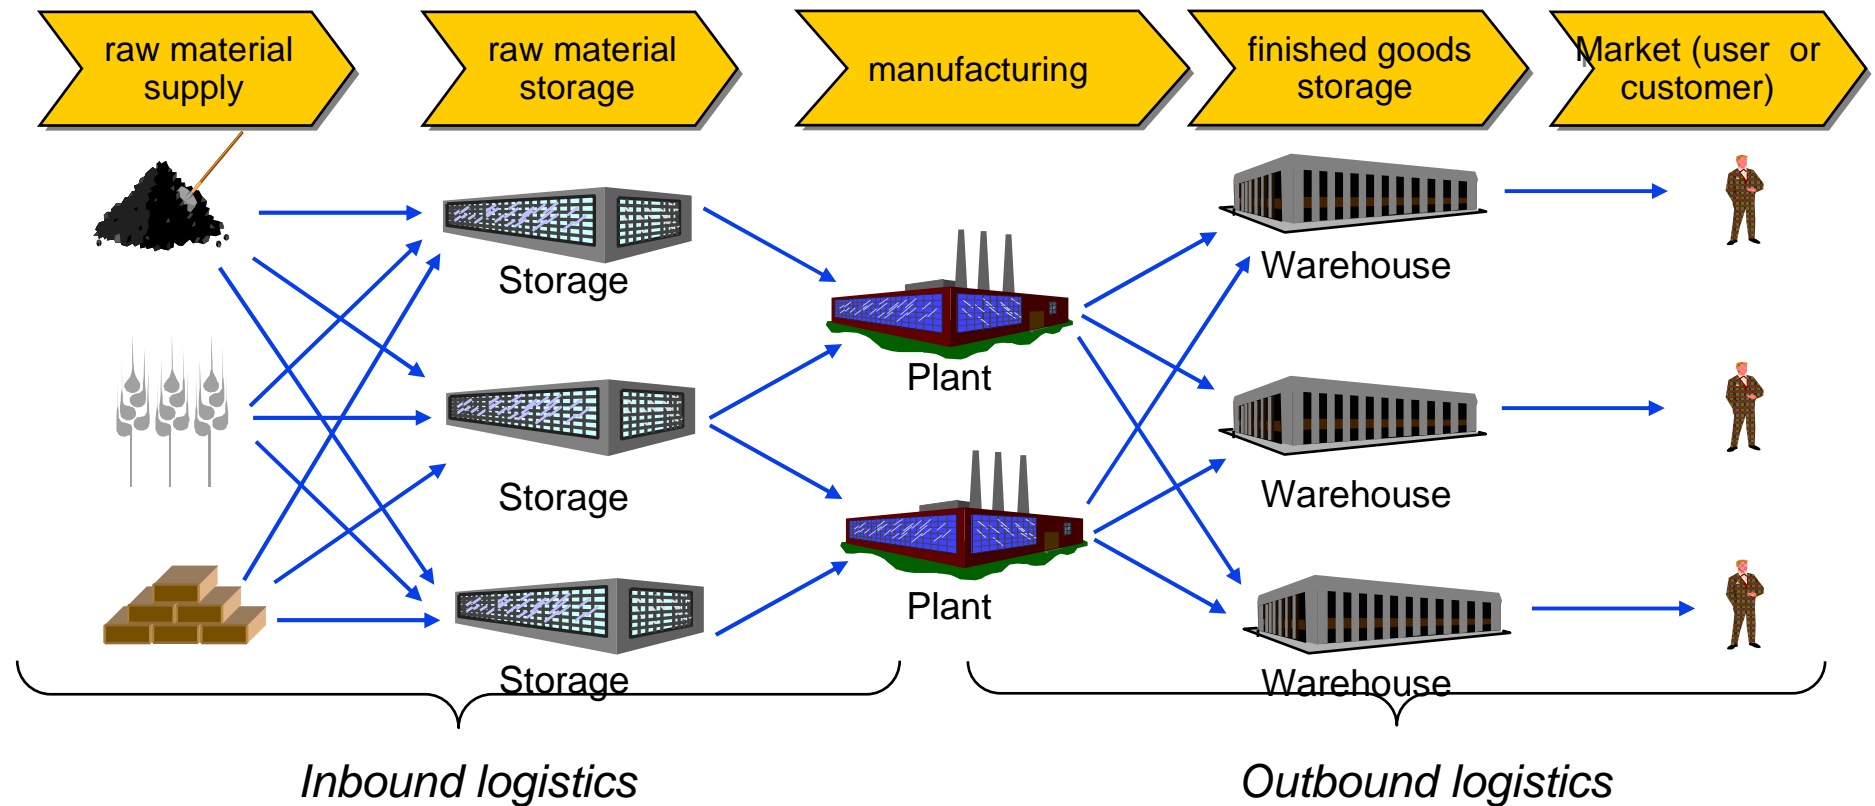 raw material
supply
raw material
storage
manufacturing
finished goods
storage
Market (user or
customer)
Storage
Warehouse
Plant
Storage
Warehouse
Plant
Storage
Warehouse
Inbound logistics
Outbound logistics